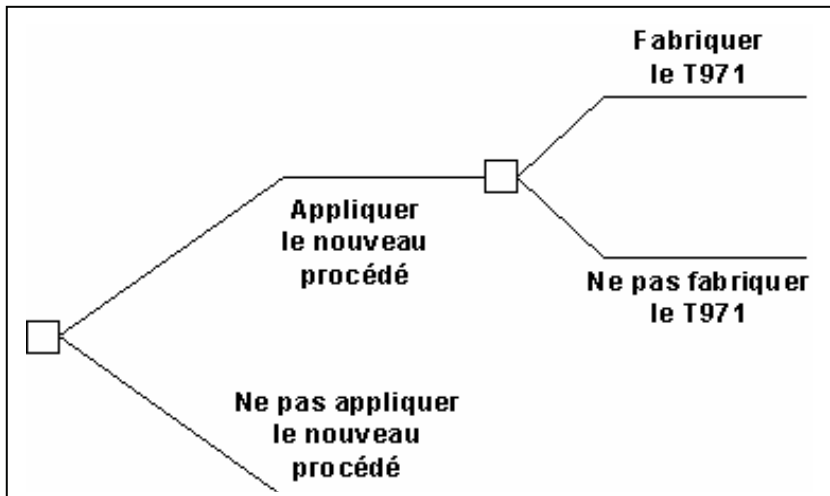 Fabriquer
le T971
Appliquer
le nouveau
procédé
Ne pas fabriquer
le T971
Ne pas appliquer
le nouveau
procédé